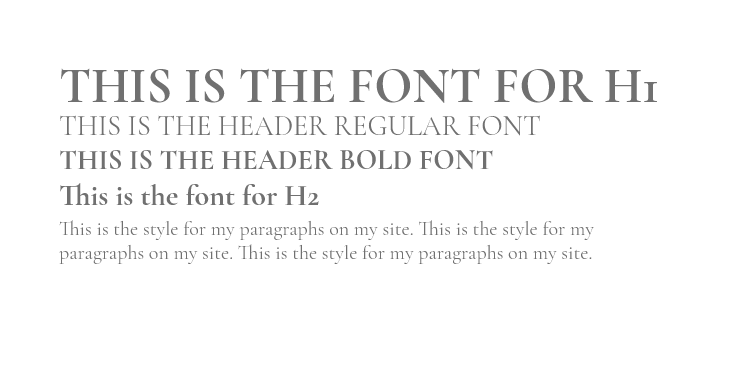 THIS IS THE FONT FOR H1
THIS IS THE HEADER REGULAR FONT
THIS IS THE HEADER BOLD FONT
This is the font for H2
This is the style for my paragraphs on my site. This is the style for my
paragraphs on my site. This is the style for my paragraphs on my site.